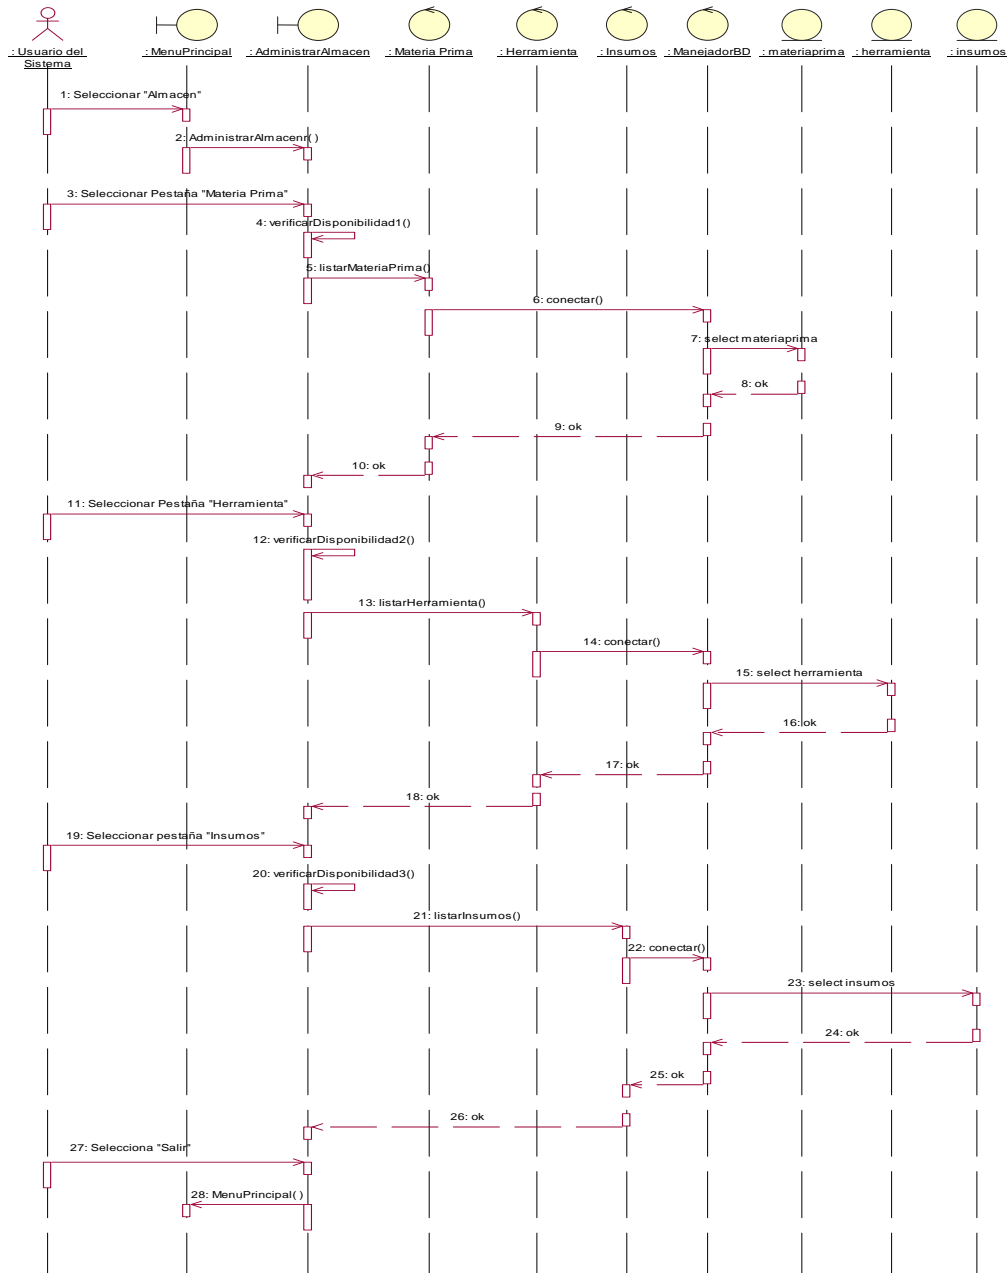 : Usuario del
Sistema
: MenuPrincipal
: AdministrarAlmacen
: Materia Prima
: Herramienta
: Insumos
: ManejadorBD
: materiaprima
: herramienta
: insumos
1: Seleccionar "Almacen"
2: AdministrarAlmacenr( )
3: Seleccionar Pestaña "Materia Prima"
4: verificarDisponibilidad1()
5: listarMateriaPrima()
6: conectar()
7: select materiaprima
8: ok
9: ok
10: ok
11: Seleccionar Pestaña "Herramienta"
12: verificarDisponibilidad2()
13: listarHerramienta()
14: conectar()
15: select herramienta
16: ok
17: ok
18: ok
19: Seleccionar pestaña "Insumos"
20: verificarDisponibilidad3()
21: listarInsumos()
22: conectar()
23: select insumos
24: ok
25: ok
26: ok
27: Selecciona "Salir"
28: MenuPrincipal( )